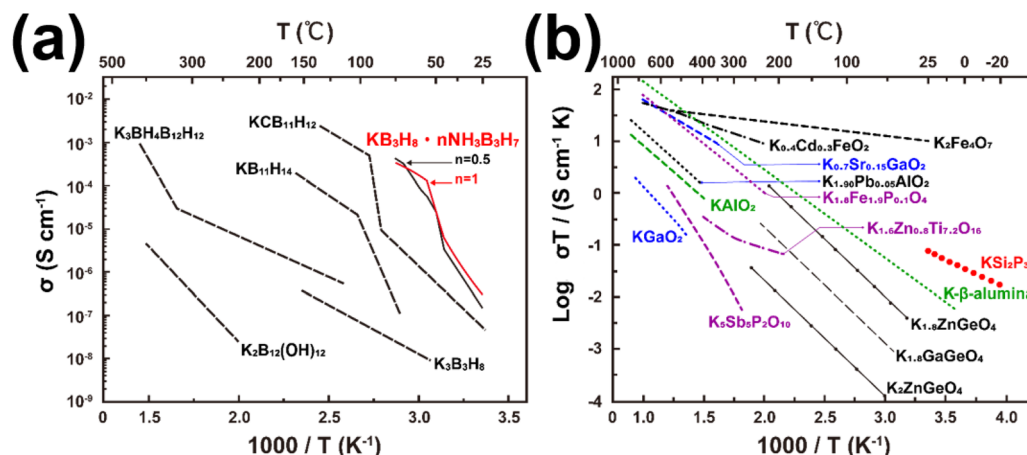 (a)
T (℃)
500 300 200 150 100 50 25
10⁻² 10⁻³ 10⁻⁴ 10⁻⁵ 10⁻⁶ 10⁻⁷ 10⁻⁸ 10⁻⁹
σ (S cm⁻¹)
KCB₁₁H₁₂
K₃BH₄B₁₂H₁₂
KB₃H₈・nNH₃B₃H₇
n=0.5
KB₁₁H₁₄
n=1
K₂B₁₂(OH)₁₂
K₃B₃H₈
0 1.5 2.0 2.5 3.0 3.5
1000 / T (K⁻¹)
(b)
T (℃)
1000 600 400 300 200 100 50 25 0 -20
2 1 0 -1 -2 -3 -4
Log σT / (S cm⁻¹ K)
K₂Fe₄O₇
K₀.₄Cd₀.₃FeO₂
K₀.₇Sr₀.₁₅GaO₂
K₁.₉₀Pb₀.₀₅AlO₂
KAlO₂
K₁.₈Fe₁.₉P₀.₁O₄
KGaO₂
K₁.₆Zn₀.₈Ti₇.₂O₁₆
KSi₂P₃
K-β-alumina
K₅Sb₅P₂O₁₀
K₁.₈ZnGeO₄
K₁.₈GaGeO₄
K₂ZnGeO₄
0 1.0 1.5 2.0 2.5 3.0 3.5 4.0
1000 / T (K⁻¹)